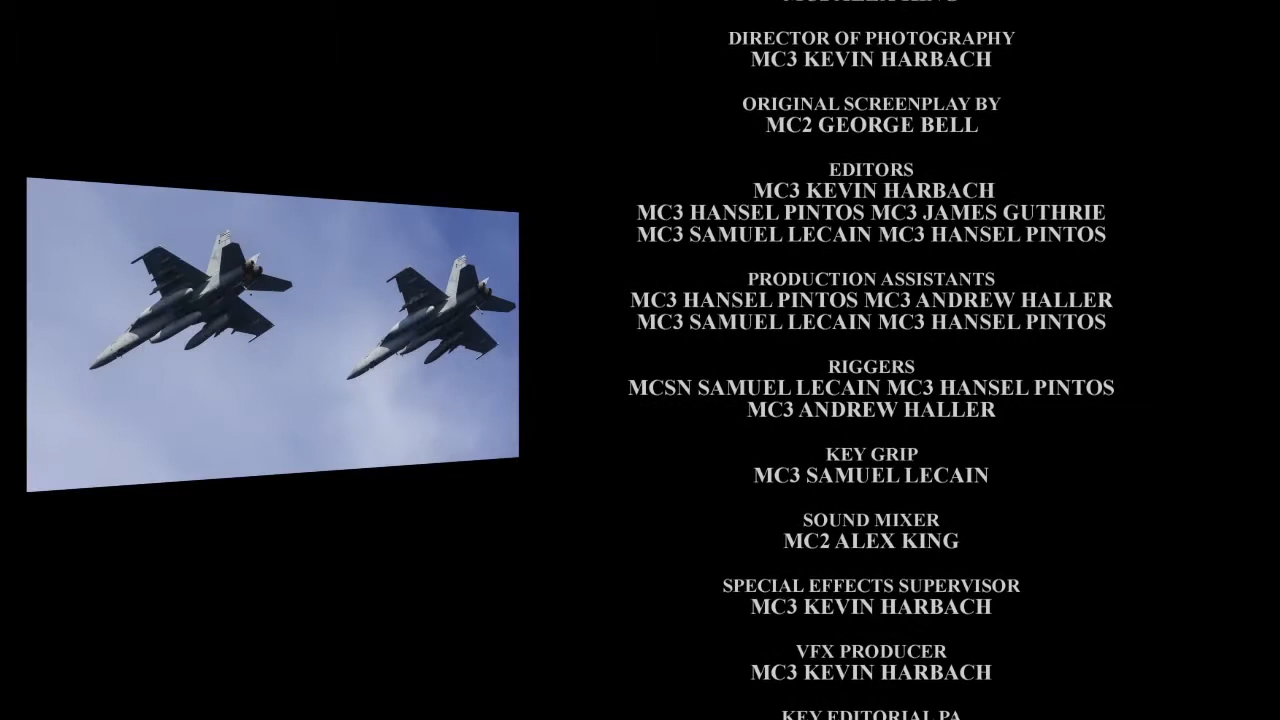 DIRECTOR OF PHOTOGRAPHY
MC3 KEVIN HARBACH
ORIGINAL SCREENPLAY BY
MC2 GEORGE BELL
EDITORS
MC3 KEVIN HARBACH
MC3 HANSEL PINTOS MC3 JAMES GUTHRIE
MC3 SAMUEL LECAIN MC3 HANSEL PINTOS
PRODUCTION ASSISTANTS
MC3 HANSEL PINTOS MC3 ANDREW HALLER
MC3 SAMUEL LECAIN MC3 HANSEL PINTOS
RIGGERS
MCSN SAMUEL LECAIN MC3 HANSEL PINTOS
MC3 ANDREW HALLER
KEY GRIP
MC3 SAMUEL LECAIN
SOUND MIXER
MC2 ALEX KING
SPECIAL EFFECTS SUPERVISOR
MC3 KEVIN HARBACH
VFX PRODUCER
MC3 KEVIN HARBACH
KEY EDITORIAL PA